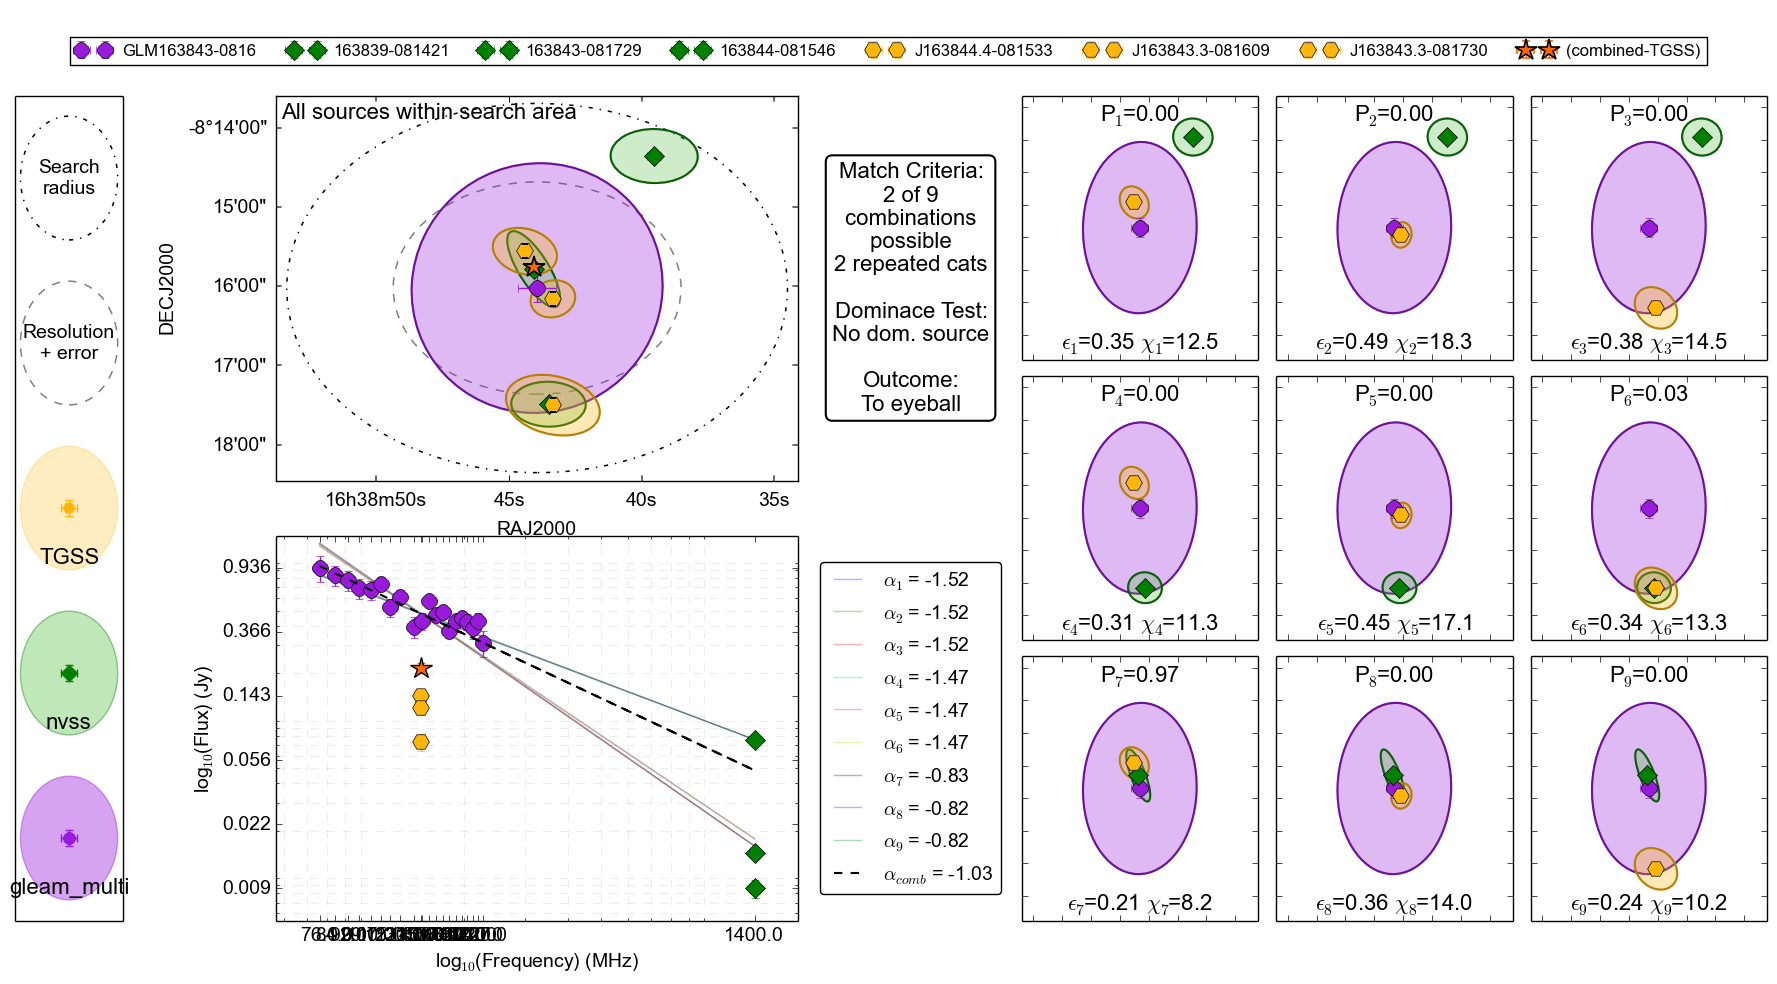 GLM163843-0816 163839-081421 163843-081729 163844-081546 J163844.4-081533 J163843.3-081609 J163843.3-081730 (combined-TGSS)
Search
radius
Resolution
+ error
TGSS
nvss
gleam_multi
All sources within search area
DECJ2000
-8°14'00"
15'00"
16'00"
17'00"
18'00"
16h38m50s 45s 40s 35s
RAJ2000
Match Criteria:
2 of 9
combinations
possible
2 repeated cats
Dominace Test:
No dom. source
Outcome:
To eyeball
log10(Flux) (Jy)
0.936
0.366
0.143
0.056
0.022
0.009
1400.0
log10(Frequency) (MHz)
α1 = -1.52
α2 = -1.52
α3 = -1.52
α4 = -1.47
α5 = -1.47
α6 = -1.47
α7 = -0.83
α8 = -0.82
α9 = -0.82
αcomb = -1.03
P1=0.00
ϵ1=0.35 χ1=12.5
P2=0.00
ϵ2=0.49 χ2=18.3
P3=0.00
ϵ3=0.38 χ3=14.5
P4=0.00
ϵ4=0.31 χ4=11.3
P5=0.00
ϵ5=0.45 χ5=17.1
P6=0.03
ϵ6=0.34 χ6=13.3
P7=0.97
ϵ7=0.21 χ7=8.2
P8=0.00
ϵ8=0.36 χ8=14.0
P9=0.00
ϵ9=0.24 χ9=10.2